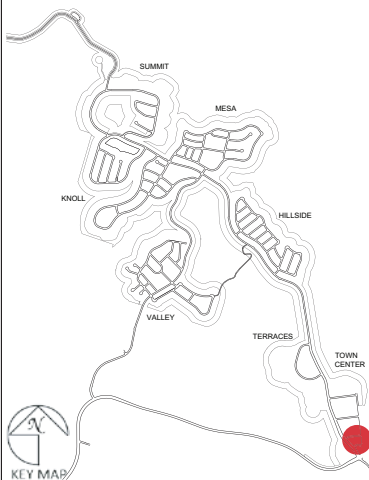 SUMMIT
MESA
KNOLL
HILLSIDE
VALLEY
TERRACES
TOWN
CENTER
N
KEY MAP